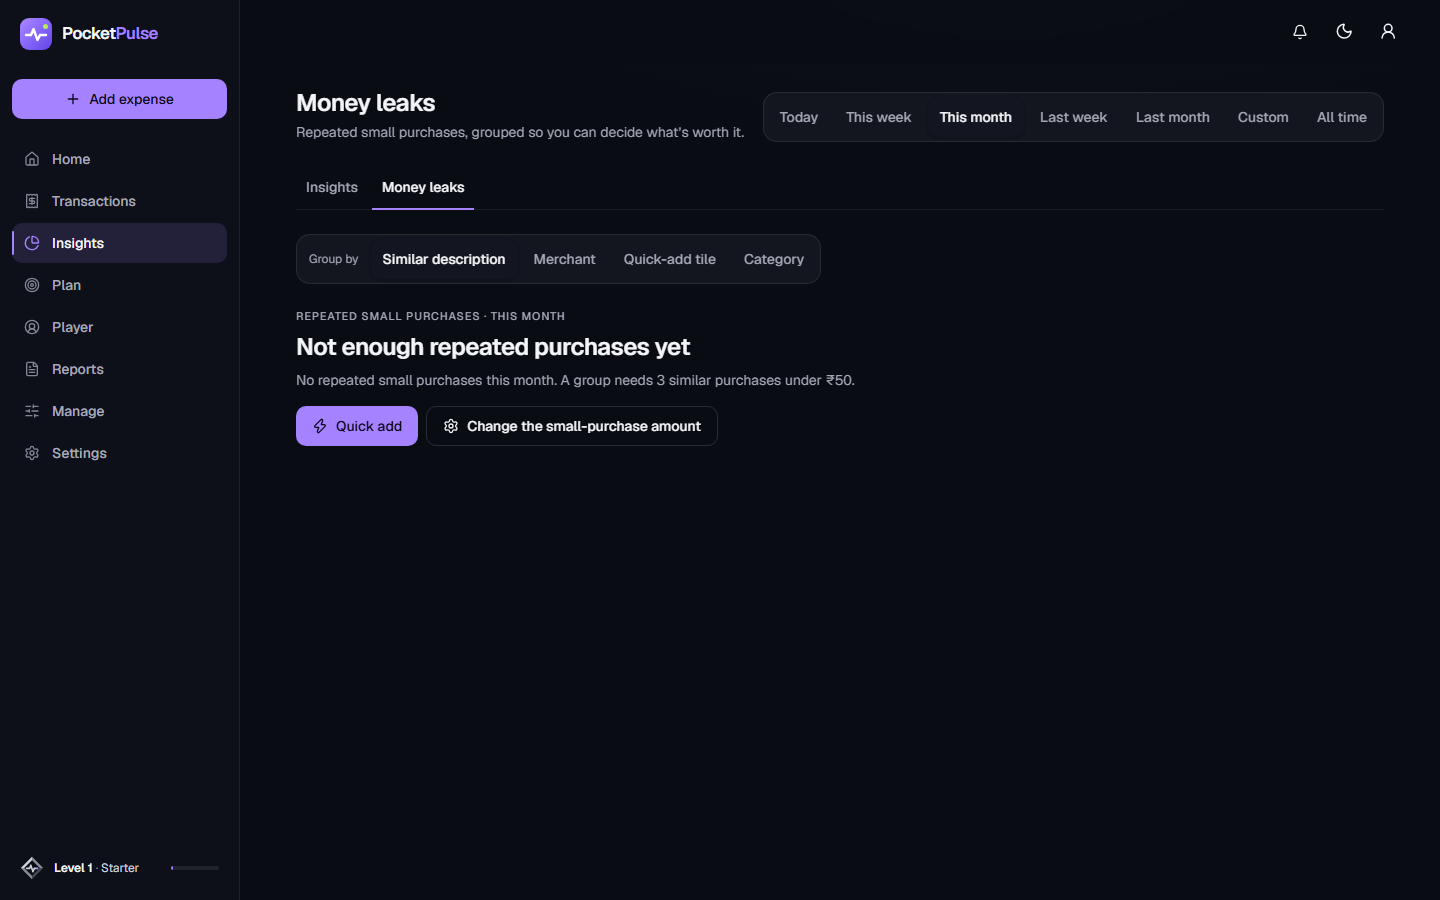 PocketPulse
Add expense
Home
Transactions
Insights
Plan
Player
Reports
Manage
Settings
Level 1 · Starter
Money leaks
Repeated small purchases, grouped so you can decide what's worth it.
Today This week This month Last week Last month Custom All time
Insights Money leaks
Group by Similar description Merchant Quick-add tile Category
REPEATED SMALL PURCHASES · THIS MONTH
Not enough repeated purchases yet
No repeated small purchases this month. A group needs 3 similar purchases under ₹50.
Quick add Change the small-purchase amount